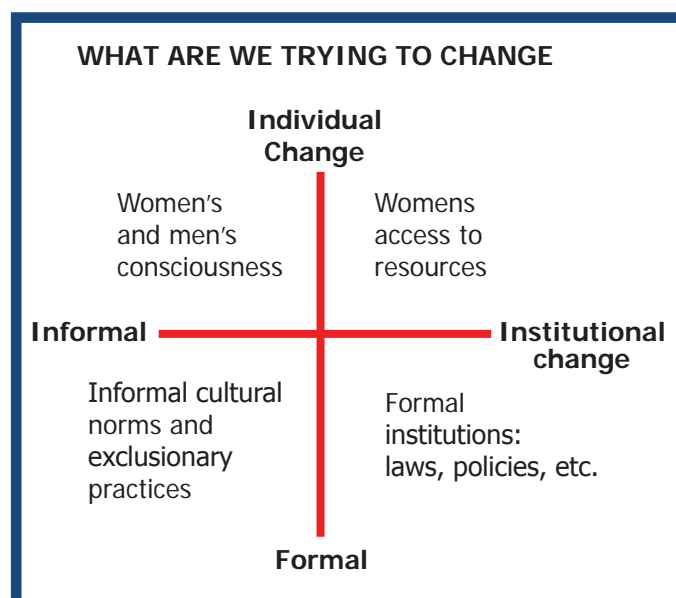 WHAT ARE WE TRYING TO CHANGE
Individual
Change
Women's
and men's
consciousness
Womens
access to
resources
Informal
Institutional
change
Informal cultural
norms and
exclusionary
practices
Formal
institutions:
laws, policies, etc.
Formal